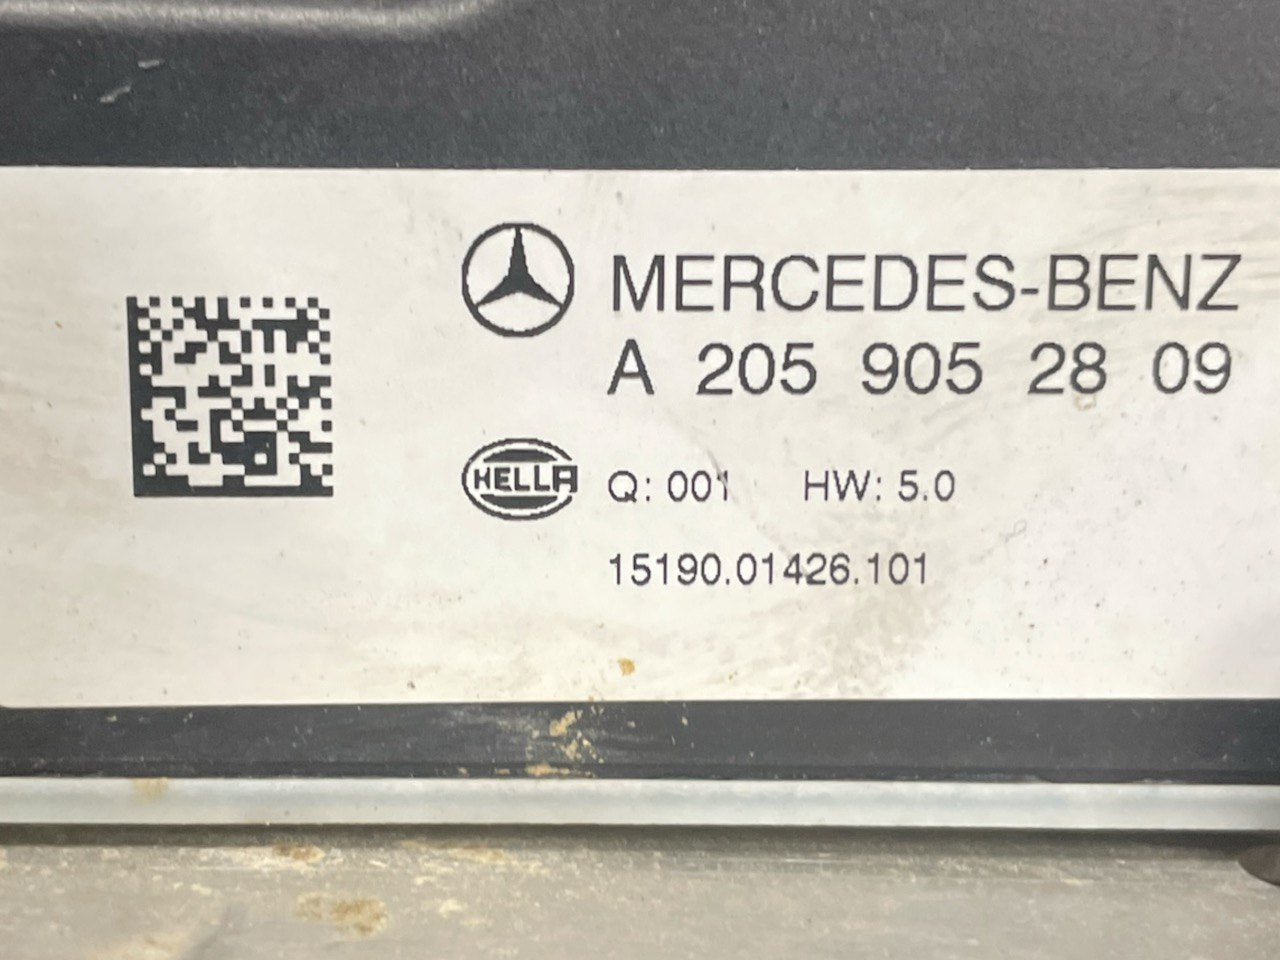 MERCEDES-BENZ
A 205 905 28 09
HELLA Q: 001 HW: 5.0
15190.01426.101